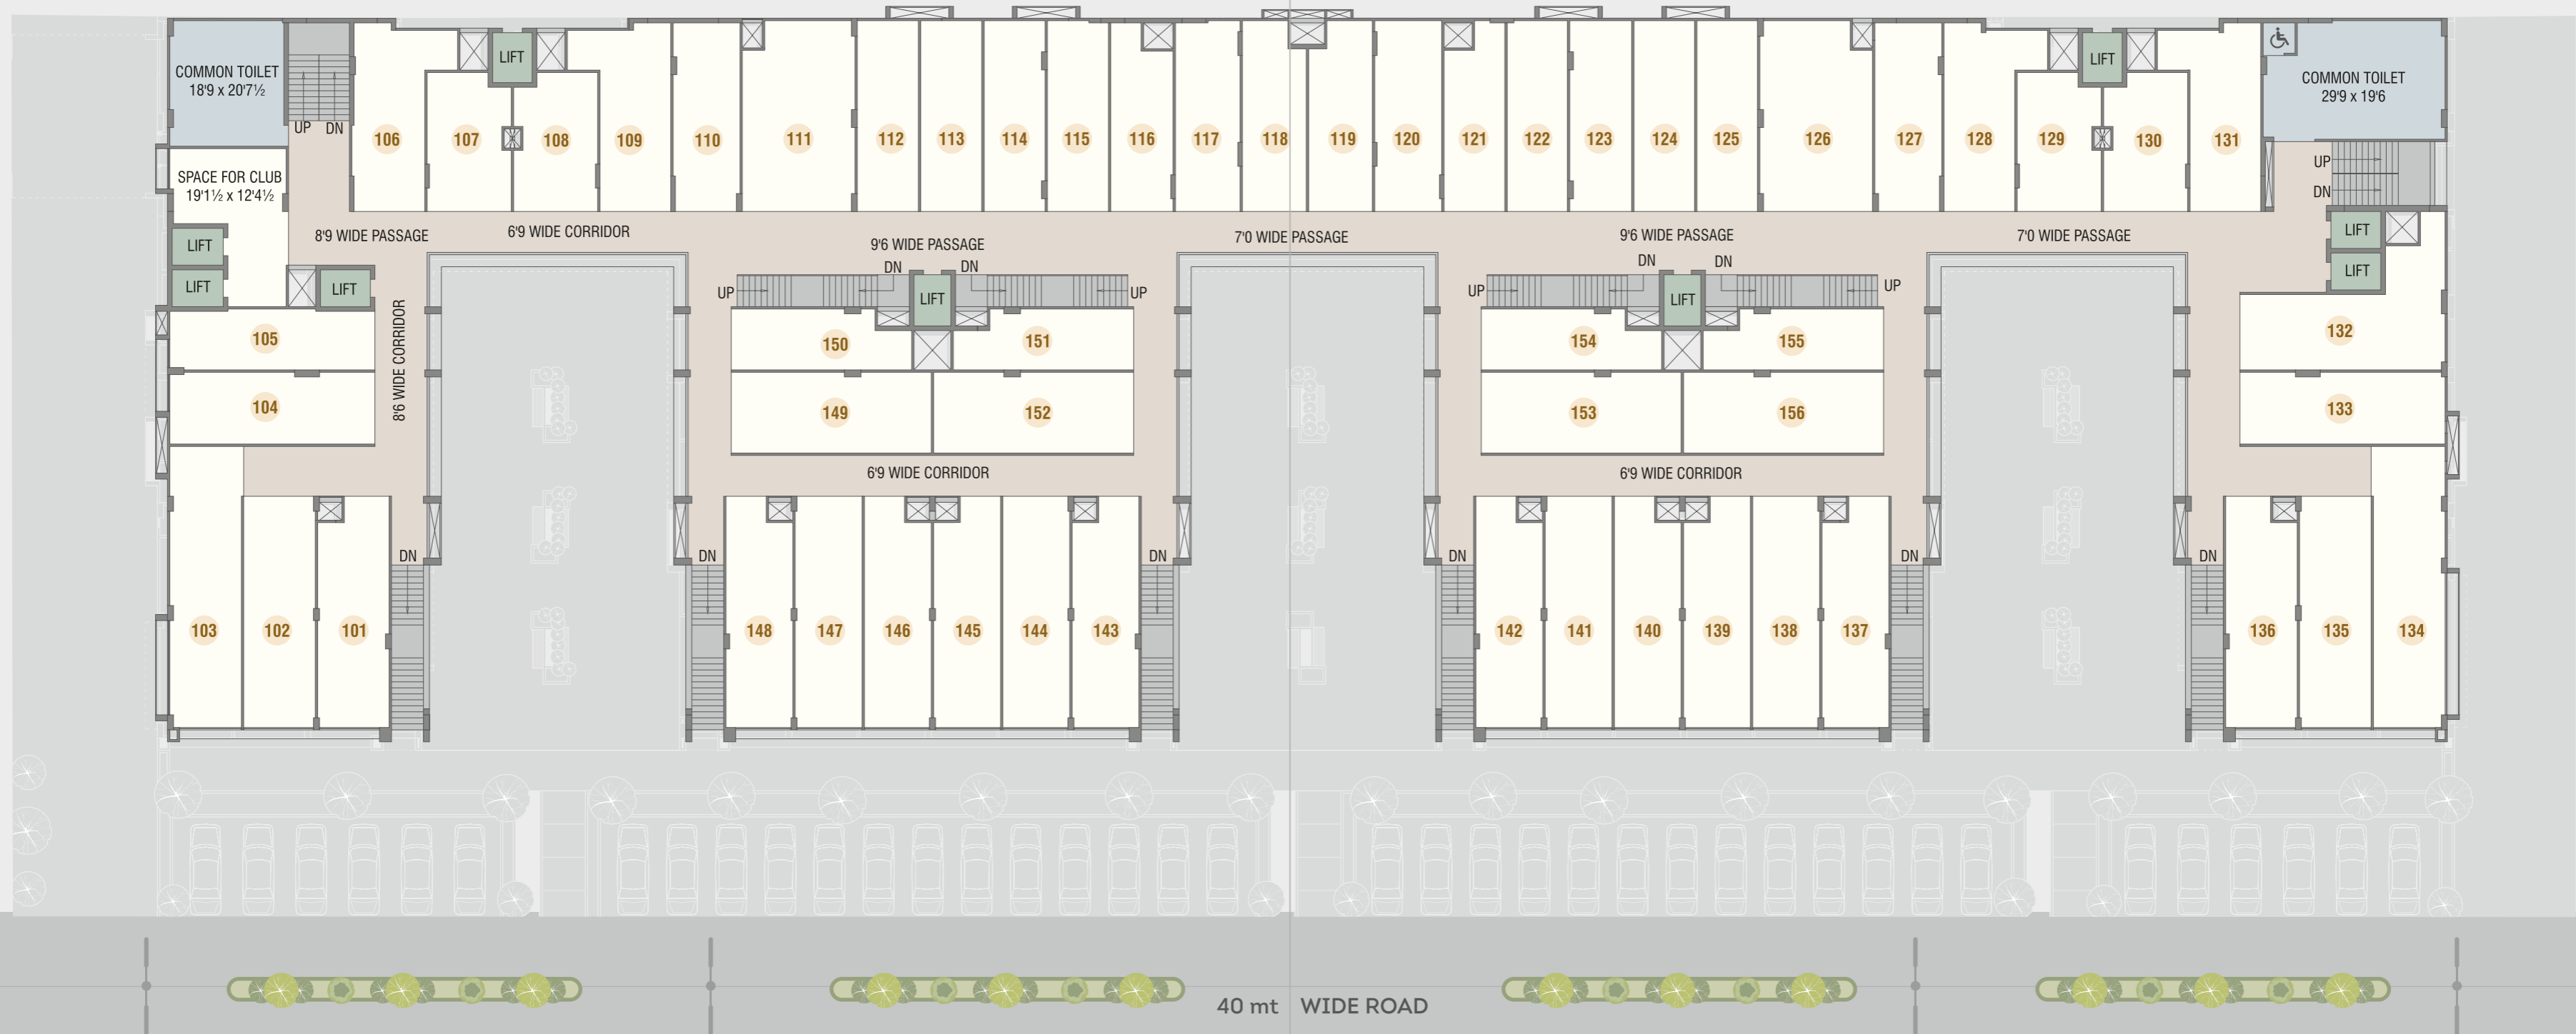 COMMON TOILET
18'9 x 20'7½
UP DN
LIFT
LIFT
COMMON TOILET
29'9 x 19'6
106 107 108 109 110 111 112 113 114 115 116 117 118 119 120 121 122 123 124 125 126 127 128 129 130 131
SPACE FOR CLUB
19'1½ x 12'4½
UP
DN
8'9 WIDE PASSAGE
6'9 WIDE CORRIDOR
9'6 WIDE PASSAGE
7'0 WIDE PASSAGE
9'6 WIDE PASSAGE
7'0 WIDE PASSAGE
LIFT
LIFT
LIFT
LIFT
LIFT
8'6 WIDE CORRIDOR
UP DN LIFT DN UP
UP DN LIFT DN UP
105
104
150 151
149 152
154 155
153 156
132
133
6'9 WIDE CORRIDOR
6'9 WIDE CORRIDOR
DN DN DN DN DN DN
103 102 101 148 147 146 145 144 143 142 141 140 139 138 137 136 135 134
40 mt WIDE ROAD